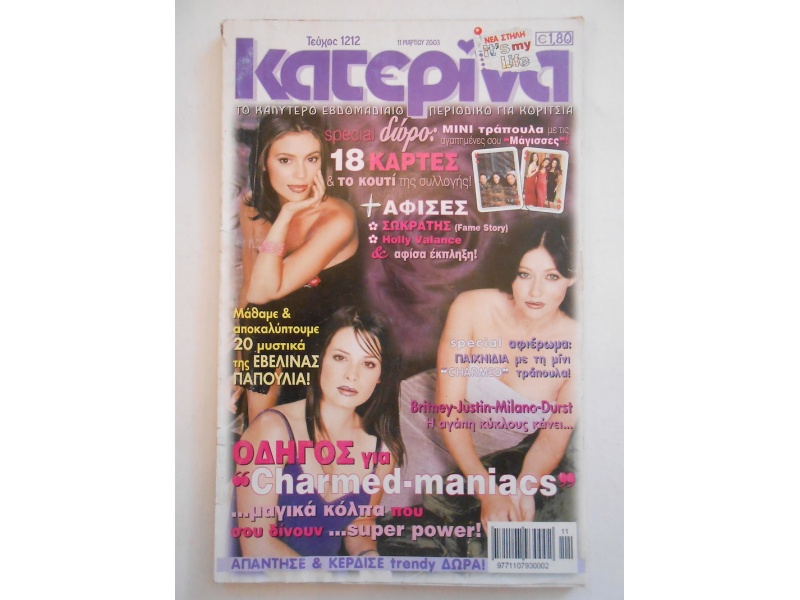 Τεύχος 1212
11 ΜΑΡΤΙΟΥ 2003
ΝΕΑ ΣΤΗΛΗ
it's my
Life
€ 1,80
κατερίνα
ΤΟ ΚΑΛΥΤΕΡΟ ΕΒΔΟΜΑΔΙΑΙΟ ΠΕΡΙΟΔΙΚΟ ΓΙΑ ΚΟΡΙΤΣΙΑ
special δώρο: MINI τράπουλα με τις
αγαπημένες σου "Μάγισσες"!
18 ΚΑΡΤΕΣ
& το κουτί της συλλογής!
+ ΑΦΙΣΕΣ
ΣΩΚΡΑΤΗΣ (Fame Story)
Holly Valance
& αφίσα έκπληξη!
Μάθαμε &
αποκαλύπτουμε
20 μυστικά
της ΕΒΕΛΙΝΑΣ
ΠΑΠΟΥΛΙΑ!
special αφιέρωμα:
ΠΑΙΧΝΙΔΙΑ με τη μίνι
"CHARMED" τράπουλα!
Britney-Justin-Milano-Durst
Η αγάπη κύκλους κάνει...
ΟΔΗΓΟΣ για
"Charmed-maniacs"
...μαγικά κόλπα που
σου δίνουν ...super power!
ΑΠΑΝΤΗΣΕ & ΚΕΡΔΙΣΕ trendy ΔΩΡΑ!
11
9771107930002